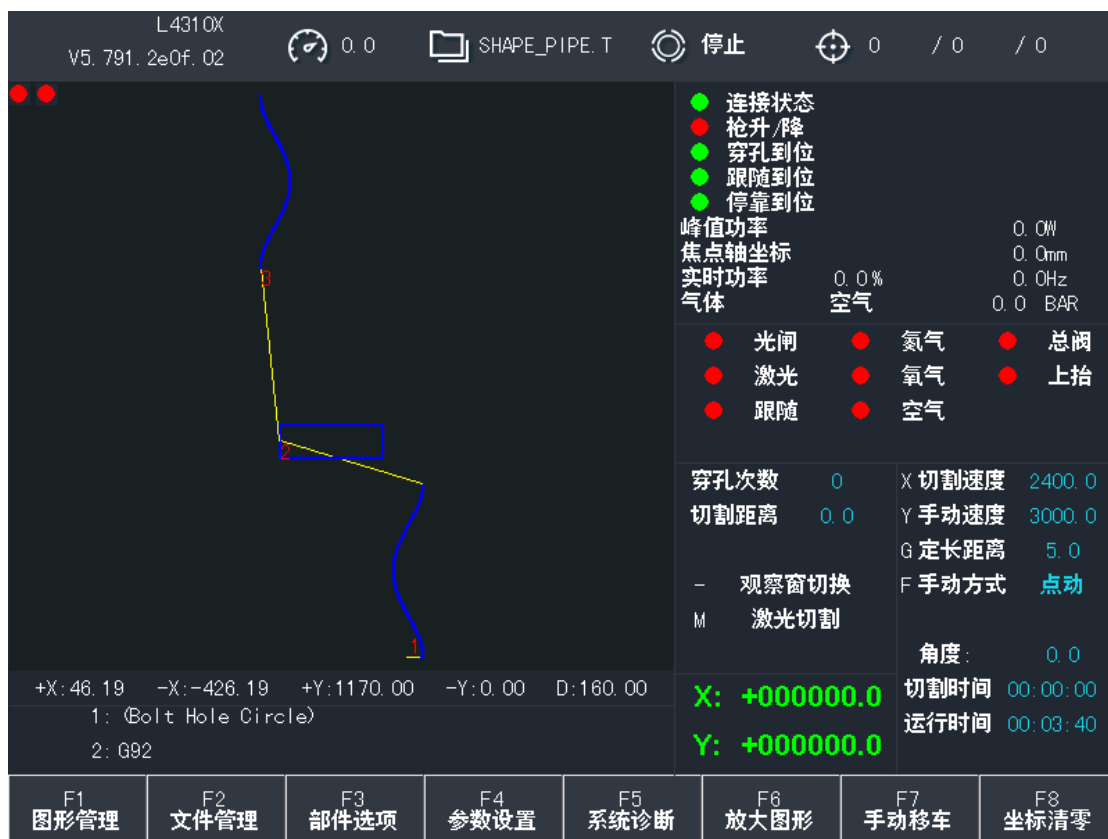 L4310X
V5.791.2e0f.02
0.0
SHAPE_PIPE.T
停止
0 /0 /0
连接状态
枪升/降
穿孔到位
跟随到位
停靠到位
峰值功率 0.0W
焦点轴坐标 0.0mm
实时功率 0.0% 0.0Hz
气体 空气 0.0 BAR
光闸 氮气 总阀
激光 氧气 上抬
跟随 空气
3
2
1
穿孔次数 0 X切割速度 2400.0
切割距离 0.0 Y手动速度 3000.0
G定长距离 5.0
- 观察窗切换 F手动方式 点动
M 激光切割
角度: 0.0
+X:46.19 -X:-426.19 +Y:1170.00 -Y:0.00 D:160.00
X: +000000.0 切割时间 00:00:00
1: (Bolt Hole Circle)
运行时间 00:03:40
2: G92
Y: +000000.0
F1 F2 F3 F4 F5 F6 F7 F8
图形管理 文件管理 部件选项 参数设置 系统诊断 放大图形 手动移车 坐标清零